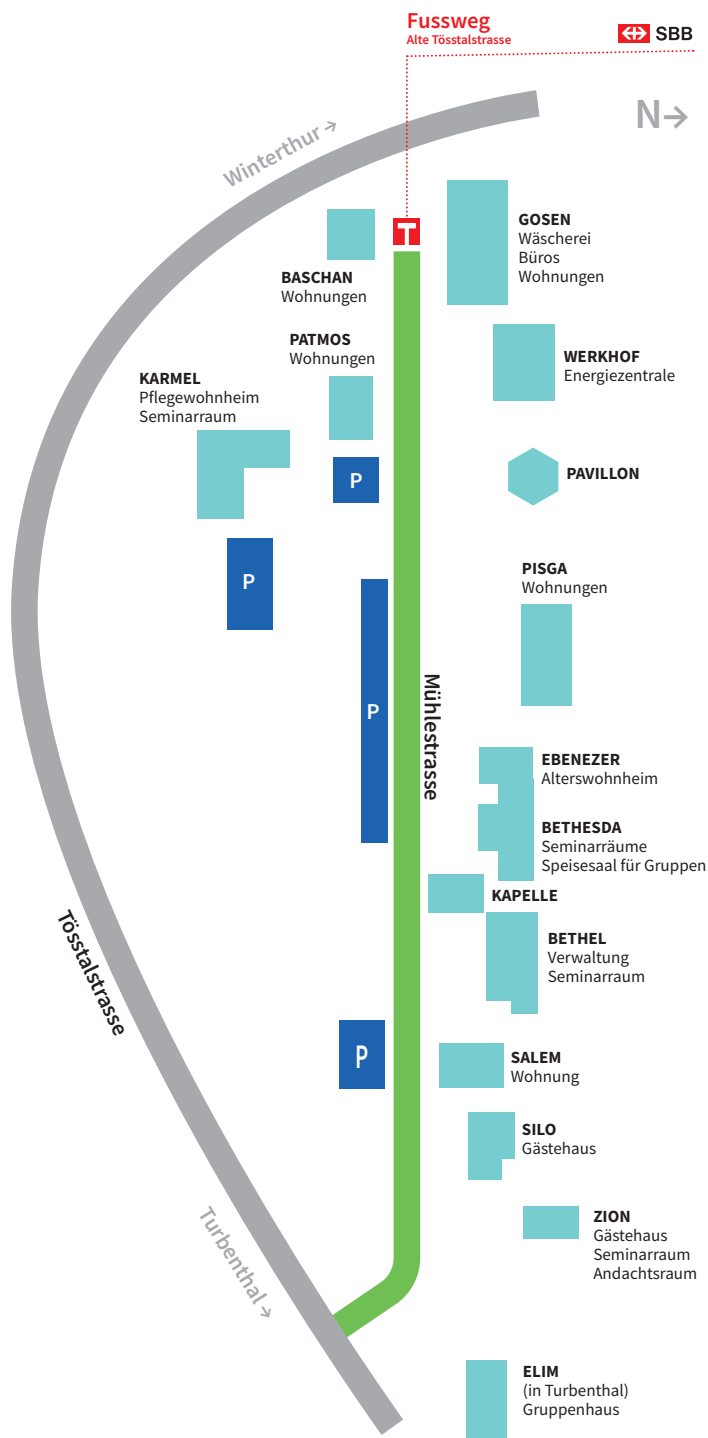 Fussweg
Alte Tösstalstrasse
SBB
N→
Winterthur →
T
GOSEN
Wäscherei
Büros
Wohnungen
BASCHAN
Wohnungen
PATMOS
Wohnungen
WERKHOF
Energiezentrale
KARMEL
Pflegewohnheim
Seminarraum
P
PAVILLON
P
PISGA
Wohnungen
P
Mühlestrasse
EBENEZER
Alterswohnheim
BETHESDA
Seminarräume
Speisesaal für Gruppen
KAPELLE
Tösstalstrasse
BETHEL
Verwaltung
Seminarraum
P
SALEM
Wohnung
SILO
Gästehaus
Turbenthal →
ZION
Gästehaus
Seminarraum
Andachtsraum
ELIM
(in Turbenthal)
Gruppenhaus